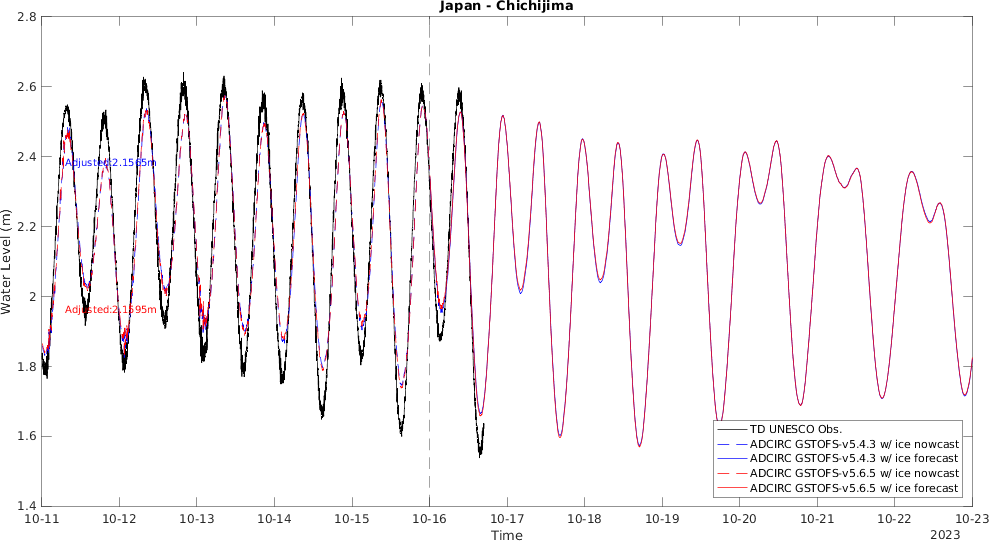 Japan - Chichijima
Water Level (m)
2.8
2.6
2.4
2.2
2
1.8
1.6
1.4
Adjusted:2.1565m
Adjusted:2.1595m
TD UNESCO Obs.
ADCIRC GSTOFS-v5.4.3 w/ ice nowcast
ADCIRC GSTOFS-v5.4.3 w/ ice forecast
ADCIRC GSTOFS-v5.6.5 w/ ice nowcast
ADCIRC GSTOFS-v5.6.5 w/ ice forecast
10-11 10-12 10-13 10-14 10-15 10-16 10-17 10-18 10-19 10-20 10-21 10-22 10-23
Time
2023